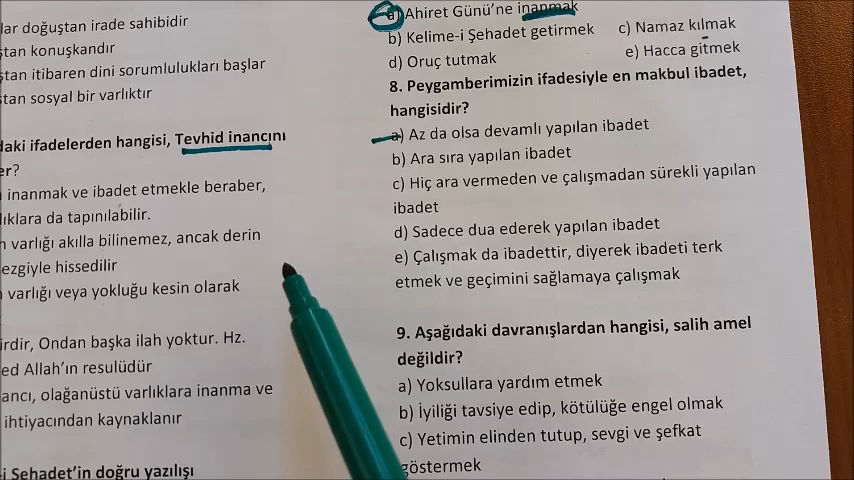 lar doğuştan irade sahibidir
ştan konuşkandır
ştan itibaren dini sorumlulukları başlar
ştan sosyal bir varlıktır
daki ifadelerden hangisi, Tevhid inancını
er?
inanmak ve ibadet etmekle beraber,
lıklara da tapınılabilir.
varlığı akılla bilinemez, ancak derin
ezgiyle hissedilir
varlığı veya yokluğu kesin olarak
irdir, Ondan başka ilah yoktur. Hz.
ed Allah'ın resulüdür
ancı, olağanüstü varlıklara inanma ve
ihtiyacından kaynaklanır
-i Şehadet'in doğru yazılışı
a) Ahiret Günü'ne inanmak
b) Kelime-i Şehadet getirmek c) Namaz kılmak
d) Oruç tutmak e) Hacca gitmek
8. Peygamberimizin ifadesiyle en makbul ibadet,
hangisidir?
a) Az da olsa devamlı yapılan ibadet
b) Ara sıra yapılan ibadet
c) Hiç ara vermeden ve çalışmadan sürekli yapılan
ibadet
d) Sadece dua ederek yapılan ibadet
e) Çalışmak da ibadettir, diyerek ibadeti terk
etmek ve geçimini sağlamaya çalışmak
9. Aşağıdaki davranışlardan hangisi, salih amel
değildir?
a) Yoksullara yardım etmek
b) İyiliği tavsiye edip, kötülüğe engel olmak
c) Yetimin elinden tutup, sevgi ve şefkat
göstermek